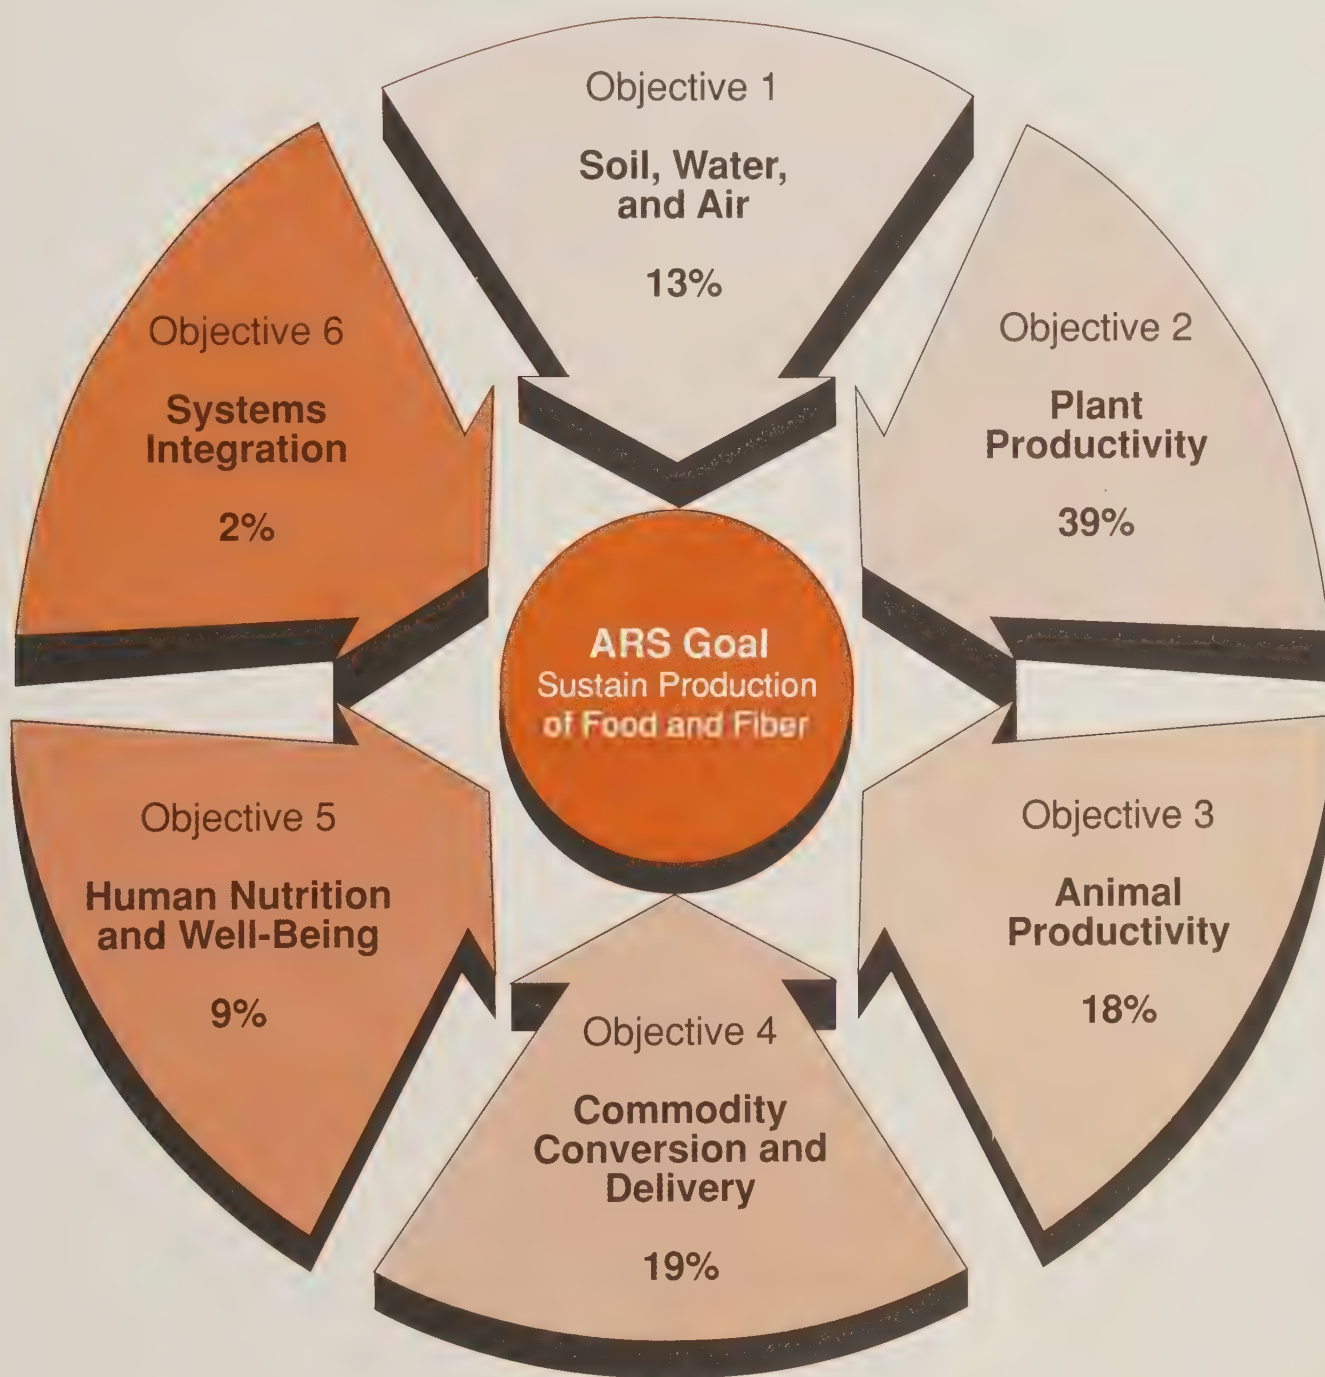 Objective 1
Soil, Water,
and Air
13%
Objective 2
Plant
Productivity
39%
Objective 3
Animal
Productivity
18%
Objective 4
Commodity
Conversion and
Delivery
19%
Objective 5
Human Nutrition
and Well-Being
9%
Objective 6
Systems
Integration
2%
ARS Goal
Sustain Production
of Food and Fiber